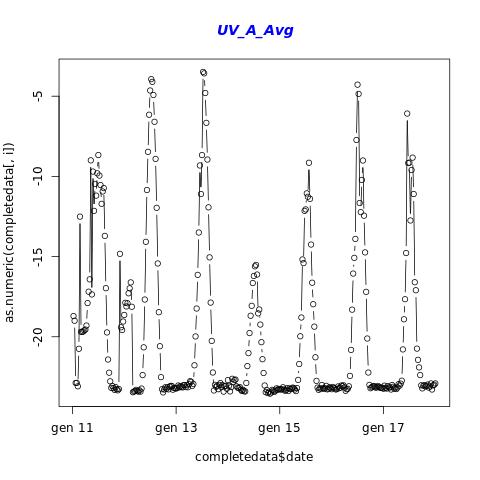 UV_A_Avg
as.numeric(completedata[, i])
-5
-10
-15
-20
gen 11 gen 13 gen 15 gen 17
completedata$date